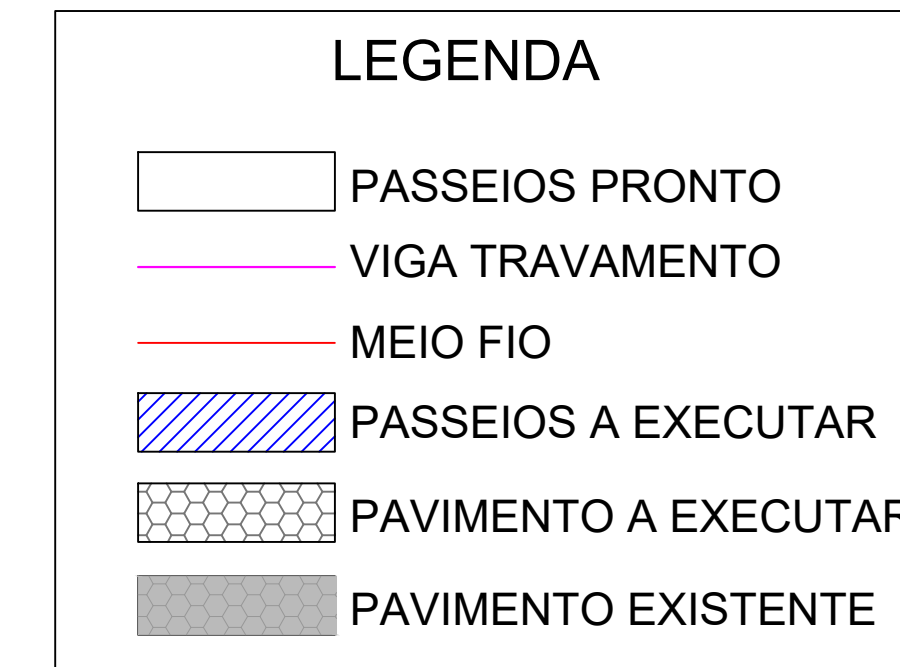 LEGENDA
PASSEIOS PRONTO
VIGA TRAVAMENTO
MEIO FIO
PASSEIOS A EXECUTAR
PAVIMENTO A EXECUTAR
PAVIMENTO EXISTENTE